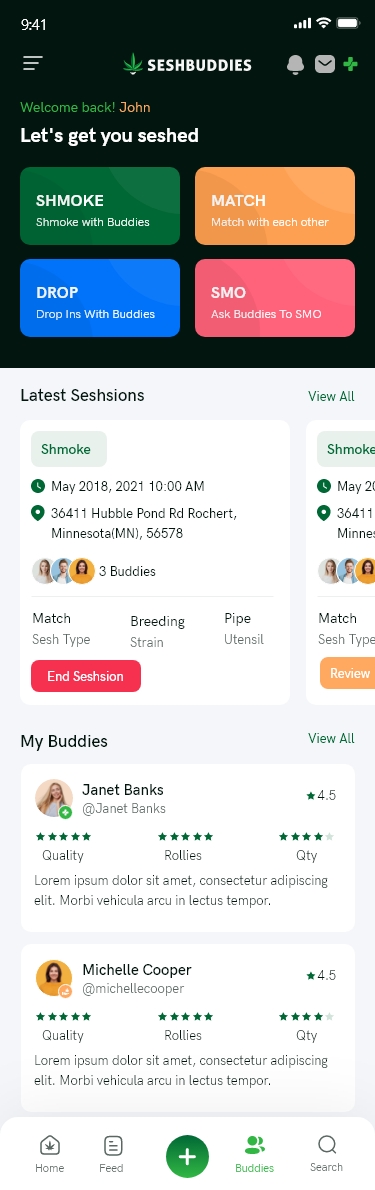 9:41
SESHBUDDIES
Welcome back! John
Let's get you seshed
SHMOKE
Shmoke with Buddies
MATCH
Match with each other
DROP
Drop Ins With Buddies
SMO
Ask Buddies To SMO
Latest Seshsions
View All
Shmoke
May 2018, 2021 10:00 AM
36411 Hubble Pond Rd Rochert,
Minnesota(MN), 56578
3 Buddies
Match
Breeding
Pipe
Sesh Type
Strain
Utensil
End Seshsion
Shmoke
May 20
36411
Minnes
Match
Sesh Type
Review
My Buddies
View All
Janet Banks
4.5
@Janet Banks
Quality
Rollies
Qty
Lorem ipsum dolor sit amet, consectetur adipiscing
elit. Morbi vehicula arcu in lectus tempor.
Michelle Cooper
4.5
@michellecooper
Quality
Rollies
Qty
Lorem ipsum dolor sit amet, consectetur adipiscing
elit. Morbi vehicula arcu in lectus tempor.
Home
Feed
Buddies
Search